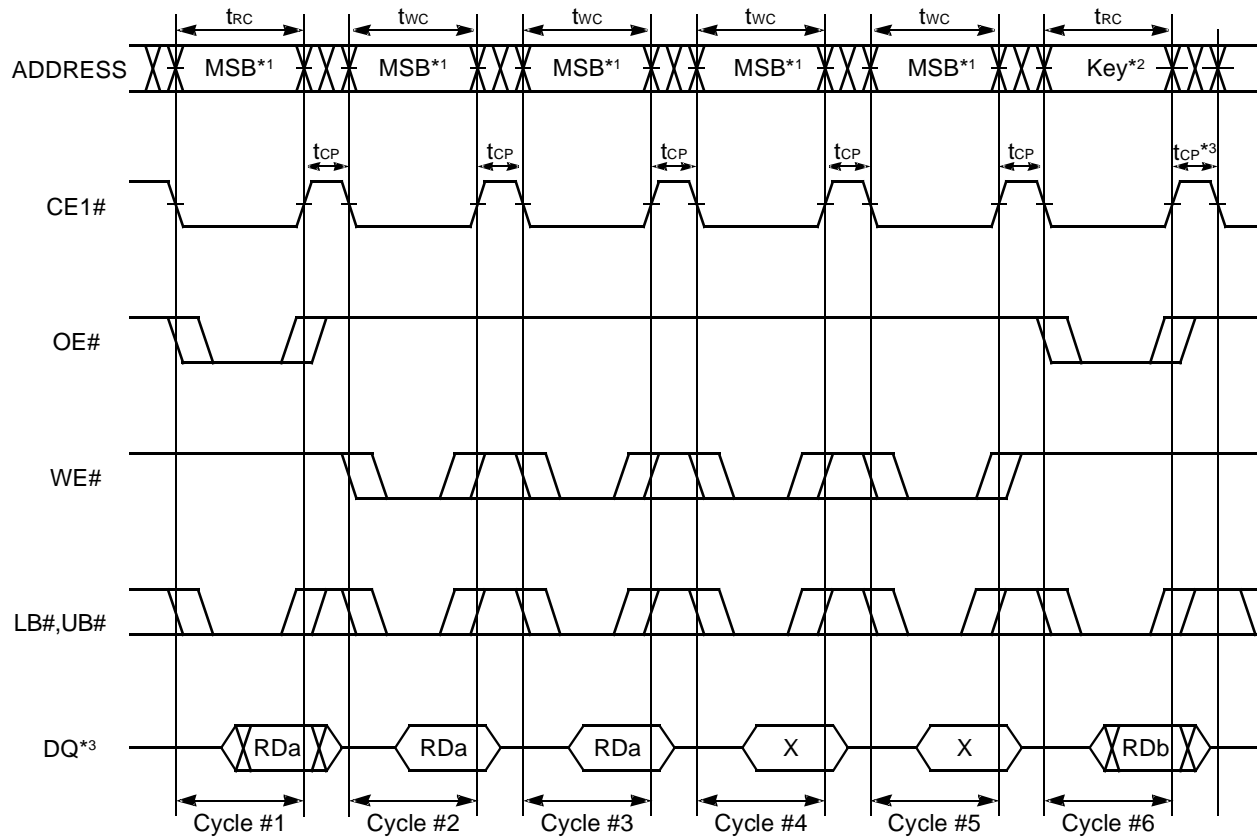 tRC tWC tWC tWC tWC tRC
ADDRESS MSB*1 MSB*1 MSB*1 MSB*1 MSB*1 Key*2
tCP tCP tCP tCP tCP tCP*3
CE1#
OE#
WE#
LB#,UB#
DQ*3 RDa RDa RDa X X RDb
Cycle #1 Cycle #2 Cycle #3 Cycle #4 Cycle #5 Cycle #6